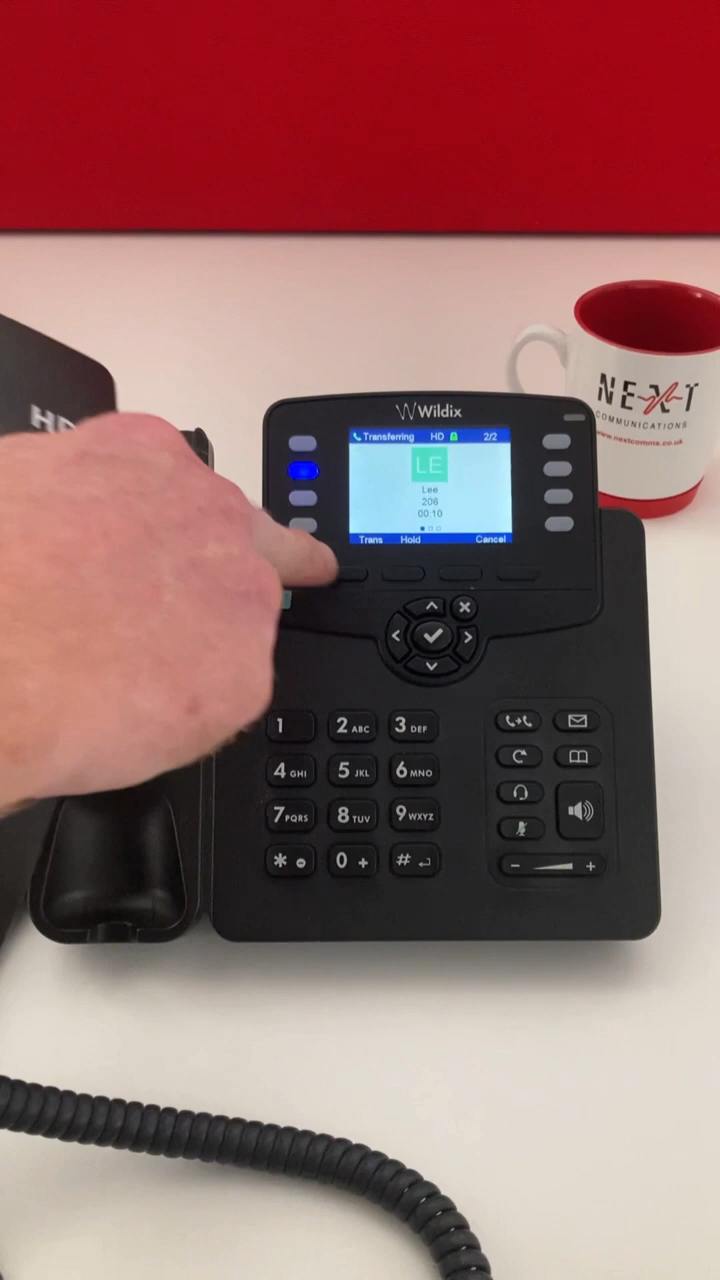 Wildix
Transferring HD 2/2
LE
Lee
206
00:10
Trans Hold Cancel
NEXT
COMMUNICATIONS
www.nextcomms.co.uk
HD
1 2 ABC 3 DEF
4 GHI 5 JKL 6 MNO
7 PQRS 8 TUV 9 WXYZ
* 0 + #
- +